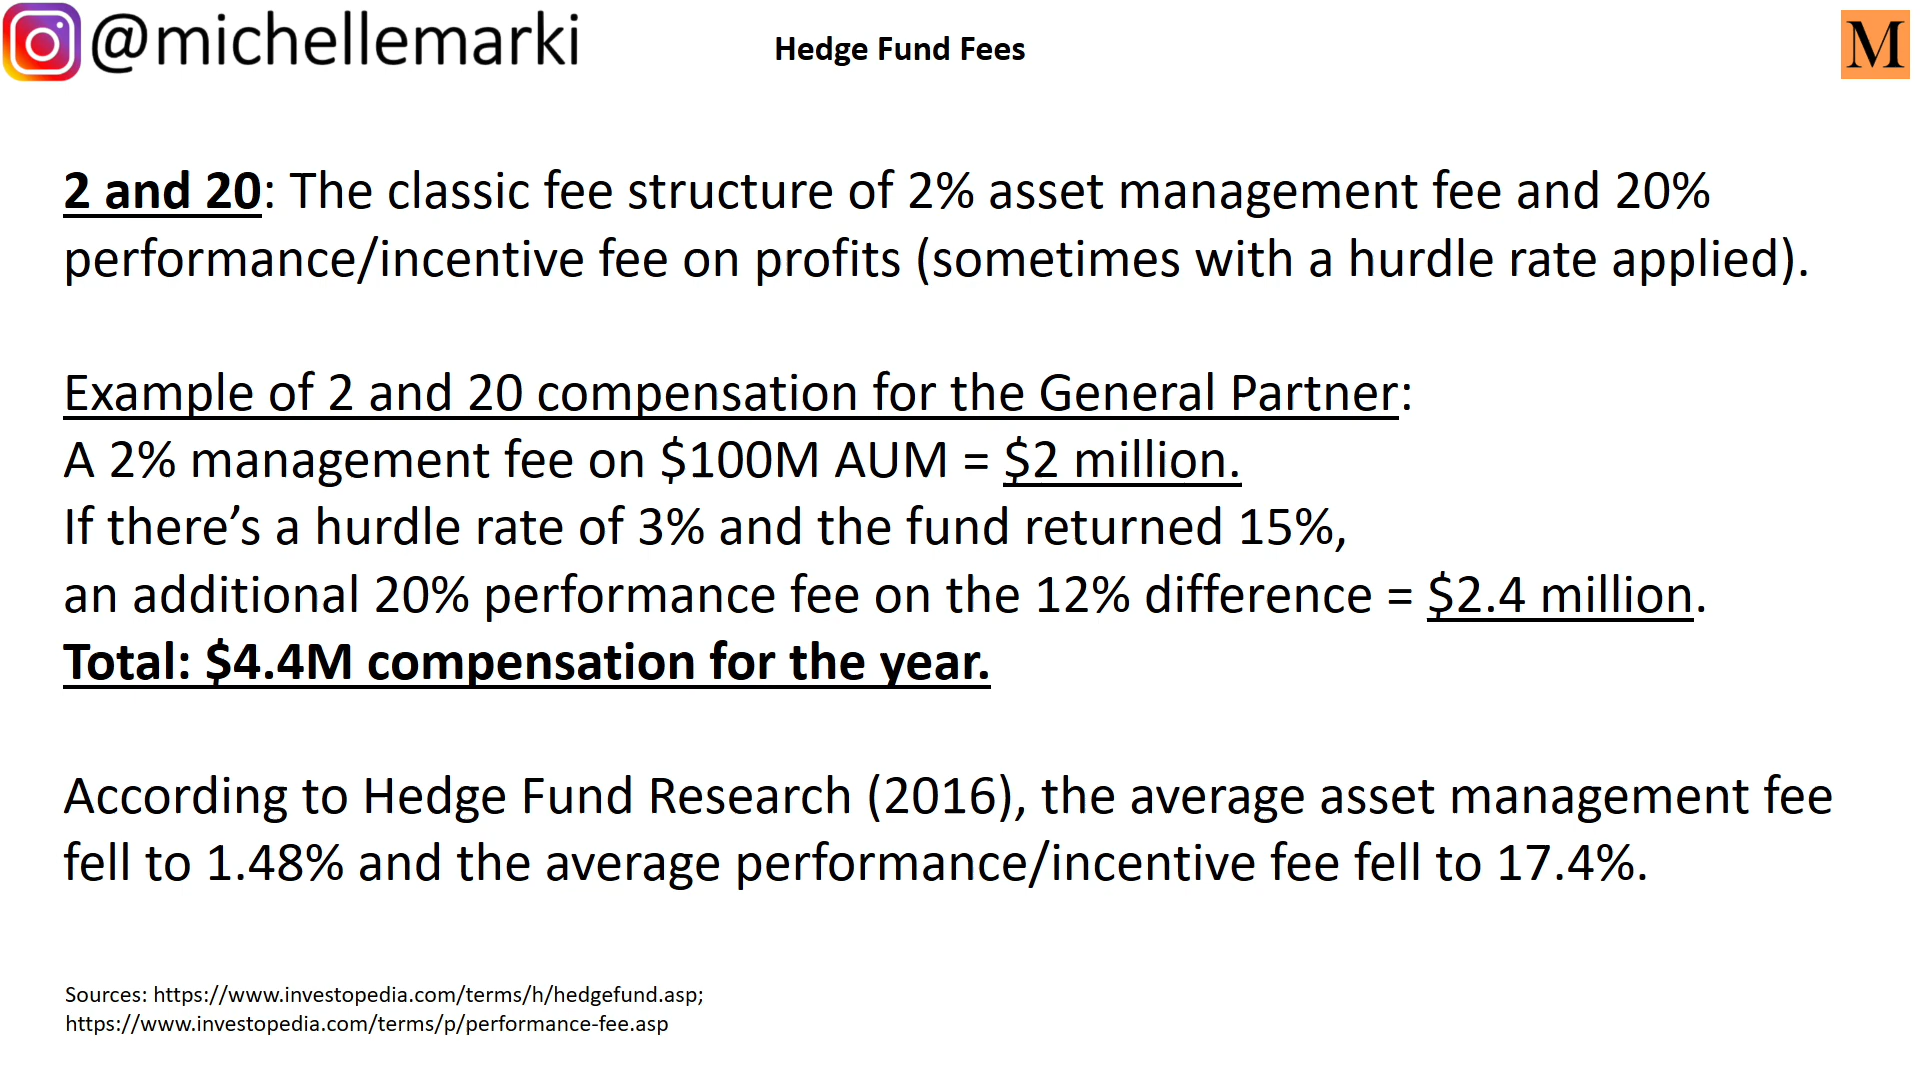 @michellemarki
Hedge Fund Fees
M
2 and 20: The classic fee structure of 2% asset management fee and 20%
performance/incentive fee on profits (sometimes with a hurdle rate applied).
Example of 2 and 20 compensation for the General Partner:
A 2% management fee on $100M AUM = $2 million.
If there’s a hurdle rate of 3% and the fund returned 15%,
an additional 20% performance fee on the 12% difference = $2.4 million.
Total: $4.4M compensation for the year.
According to Hedge Fund Research (2016), the average asset management fee
fell to 1.48% and the average performance/incentive fee fell to 17.4%.
Sources: https://www.investopedia.com/terms/h/hedgefund.asp;
https://www.investopedia.com/terms/p/performance-fee.asp